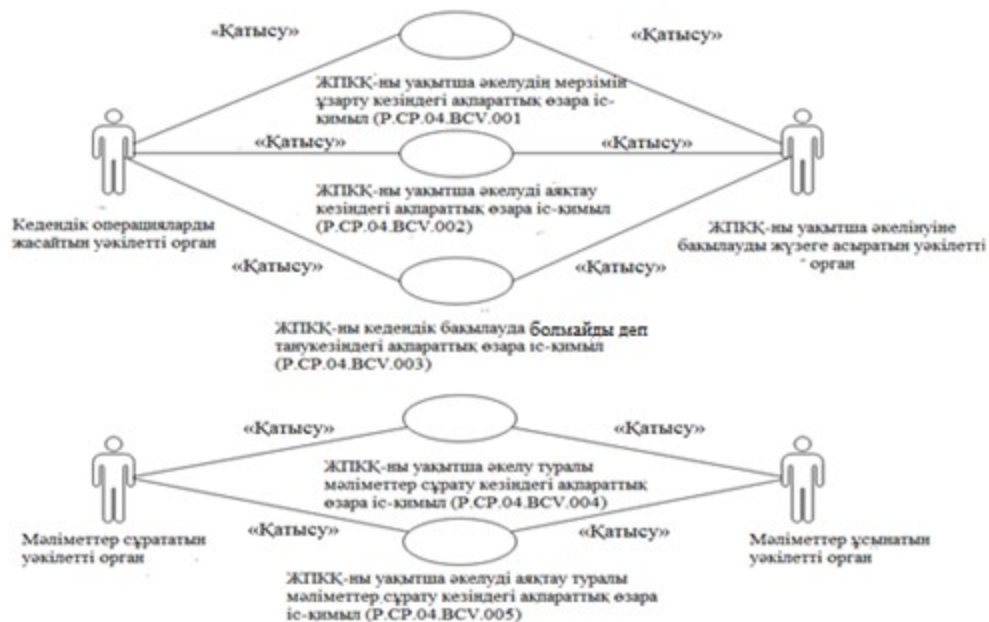 «Қатысу» «Қатысу»
ЖПКҚ-ны уақытша әкелудің мерзімін
ұзарту кезіндегі ақпараттық өзара іс-
қимыл (P.CP.04.BCV.001
«Қатысу» «Қатысу»
ЖПКҚ-ны уақытша әкелуді аяқтау
кезіндегі ақпараттық өзара іс-қимыл
(P.CP.04.BCV.002)
Кедендік операцияларды
жасайтын уәкілетті орган
ЖПКҚ-ны уақытша әкелінуіне
бақылауды жүзеге асыратын уәкілетті
орган
«Қатысу» «Қатысу»
ЖПКҚ-ны кедендік бақылауда болмайды деп
танукезіндегі ақпараттық өзара іс-қимыл
(P.CP.04.BCV.003)
«Қатысу» «Қатысу»
ЖПКҚ-ны уақытша әкелу туралы
мәліметтер сұрату кезіндегі ақпараттық
өзара іс-қимыл (P.CP.04.BCV.004)
«Қатысу» «Қатысу»
Мәліметтер сұрататын
уәкілетті орган
Мәліметтер ұсынатын
уәкілетті орган
ЖПКҚ-ны уақытша әкелуді аяқтау туралы
мәліметтер сұрату кезіндегі ақпараттық өзара
іс-қимыл (P.CP.04.BCV.005)